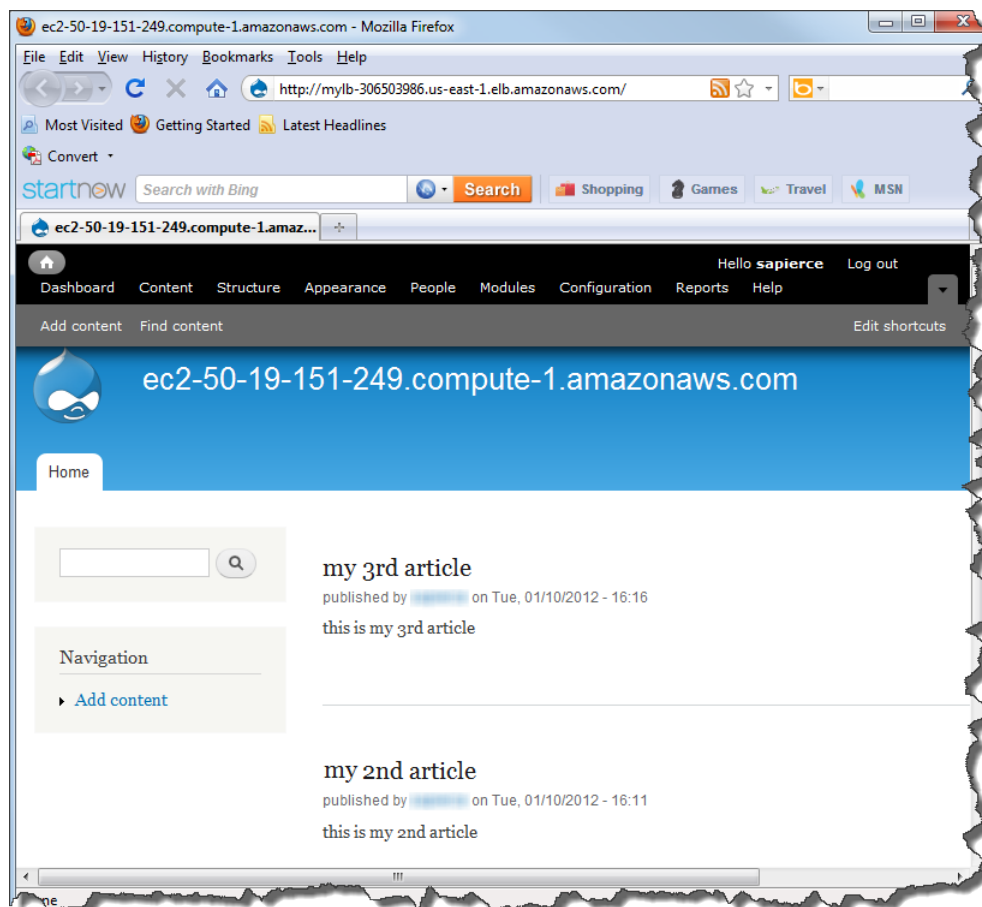 ec2-50-19-151-249.compute-1.amazonaws.com - Mozilla Firefox
File Edit View History Bookmarks Tools Help
http://mylb-306503986.us-east-1.elb.amazonaws.com/
Most Visited Getting Started Latest Headlines
Convert
startnow Search with Bing Search Shopping Games Travel MSN
ec2-50-19-151-249.compute-1.amaz...
Hello sapierce Log out
Dashboard Content Structure Appearance People Modules Configuration Reports Help
Add content Find content Edit shortcuts
ec2-50-19-151-249.compute-1.amazonaws.com
Home
my 3rd article
published by on Tue, 01/10/2012 - 16:16
this is my 3rd article
Navigation
Add content
my 2nd article
published by on Tue, 01/10/2012 - 16:11
this is my 2nd article